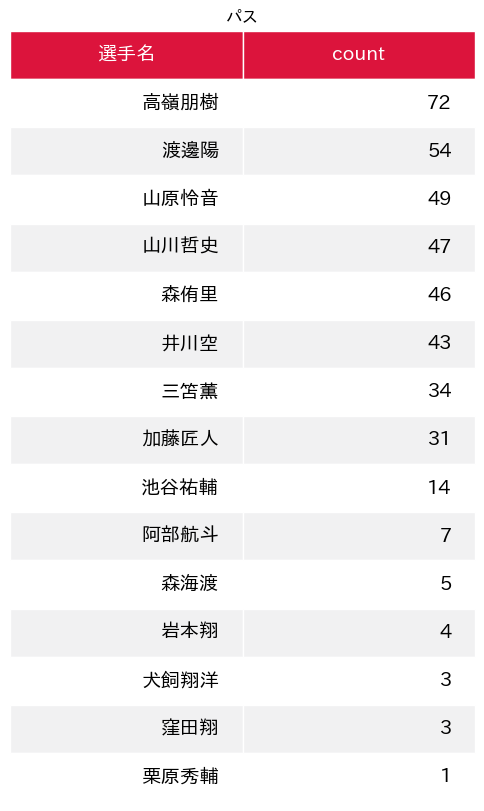 パス
選手名 count
高嶺朋樹 72
渡邊陽 54
山原怜音 49
山川哲史 47
森侑里 46
井川空 43
三笘薫 34
加藤匠人 31
池谷祐輔 14
阿部航斗 7
森海渡 5
岩本翔 4
犬飼翔洋 3
窪田翔 3
栗原秀輔 1